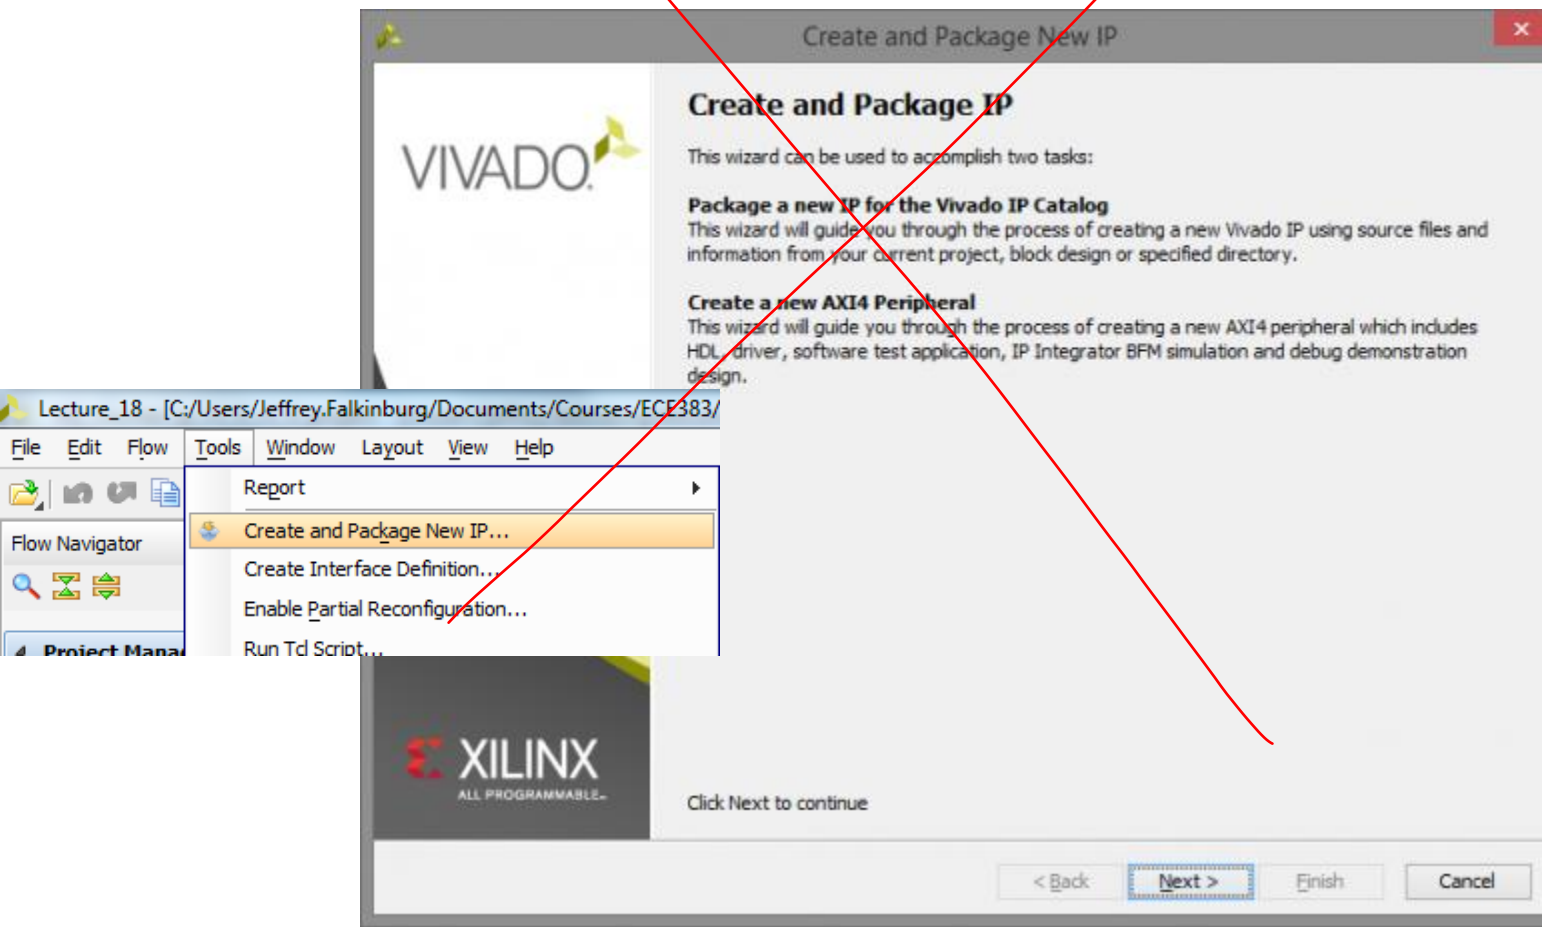 Create and Package New IP
VIVADO.
Create and Package IP
This wizard can be used to accomplish two tasks:
Package a new IP for the Vivado IP Catalog
This wizard will guide you through the process of creating a new Vivado IP using source files and
information from your current project, block design or specified directory.
Create a new AXI4 Peripheral
This wizard will guide you through the process of creating a new AXI4 peripheral which includes
HDL, driver, software test application, IP Integrator BFM simulation and debug demonstration
design.
Lecture_18 - [C:/Users/Jeffrey.Falkinburg/Documents/Courses/ECE383/
File Edit Flow Tools Window Layout View Help
Report
Create and Package New IP...
Flow Navigator
Create Interface Definition...
Enable Partial Reconfiguration...
Project Mana
Run Tcl Script...
XILINX
ALL PROGRAMMABLE™
Click Next to continue
< Back Next > Finish Cancel